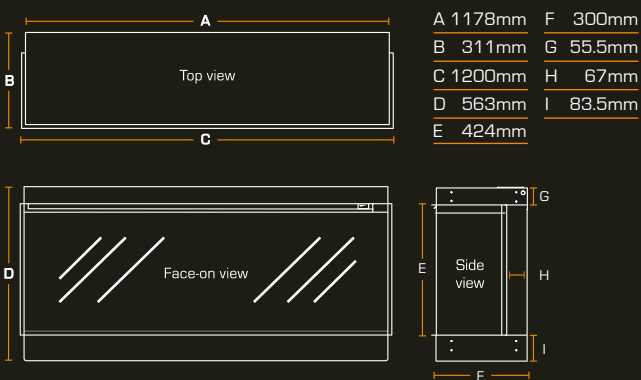 A
B
Top view
C
A 1178mm
B 311mm
C 1200mm
D 563mm
E 424mm
F 300mm
G 55.5mm
H 67mm
I 83.5mm
D
Face-on view
E
Side
view
G
H
I
F